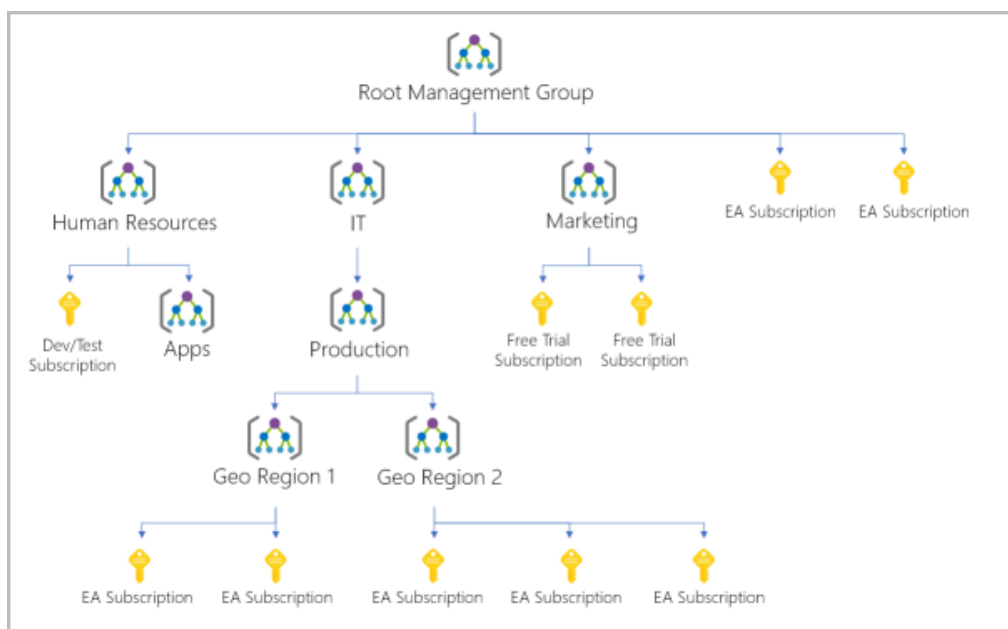 Root Management Group
Human Resources
IT
Marketing
EA Subscription
EA Subscription
Dev/Test
Subscription
Apps
Production
Free Trial
Subscription
Free Trial
Subscription
Geo Region 1
Geo Region 2
EA Subscription
EA Subscription
EA Subscription
EA Subscription
EA Subscription